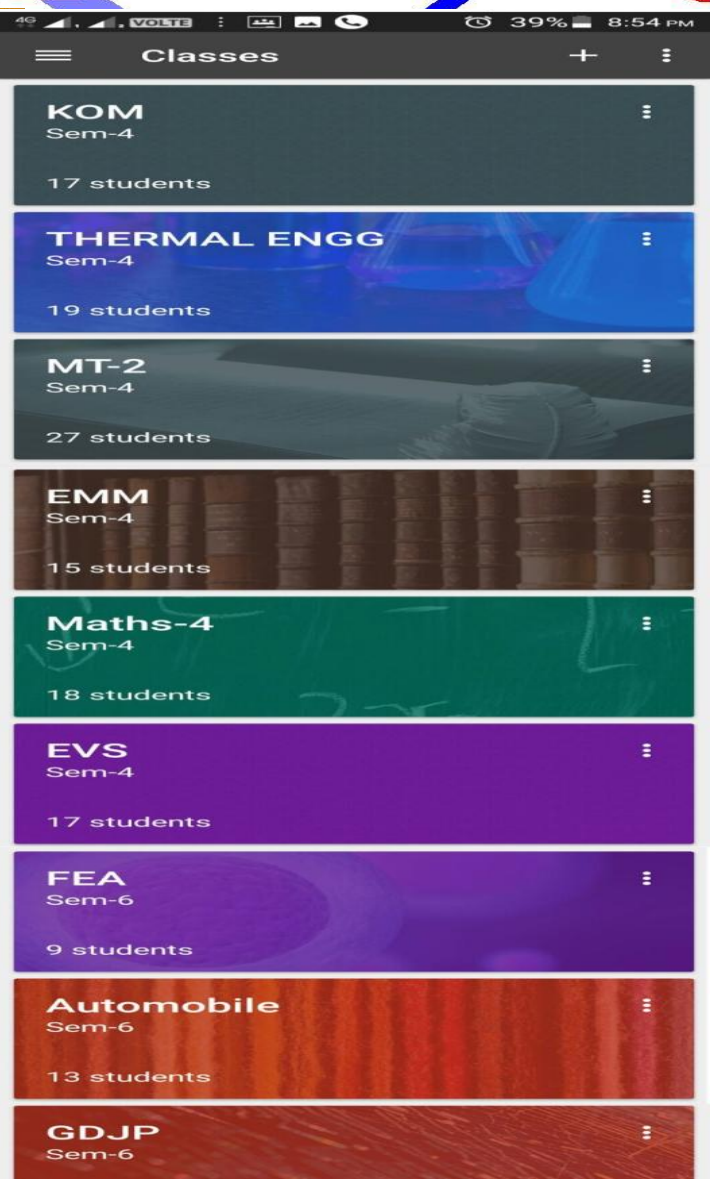 4G VOLTE 39% 8:54 PM
Classes
KOM
Sem-4
17 students
THERMAL ENGG
Sem-4
19 students
MT-2
Sem-4
27 students
EMM
Sem-4
15 students
Maths-4
Sem-4
18 students
EVS
Sem-4
17 students
FEA
Sem-6
9 students
Automobile
Sem-6
13 students
GDJP
Sem-6